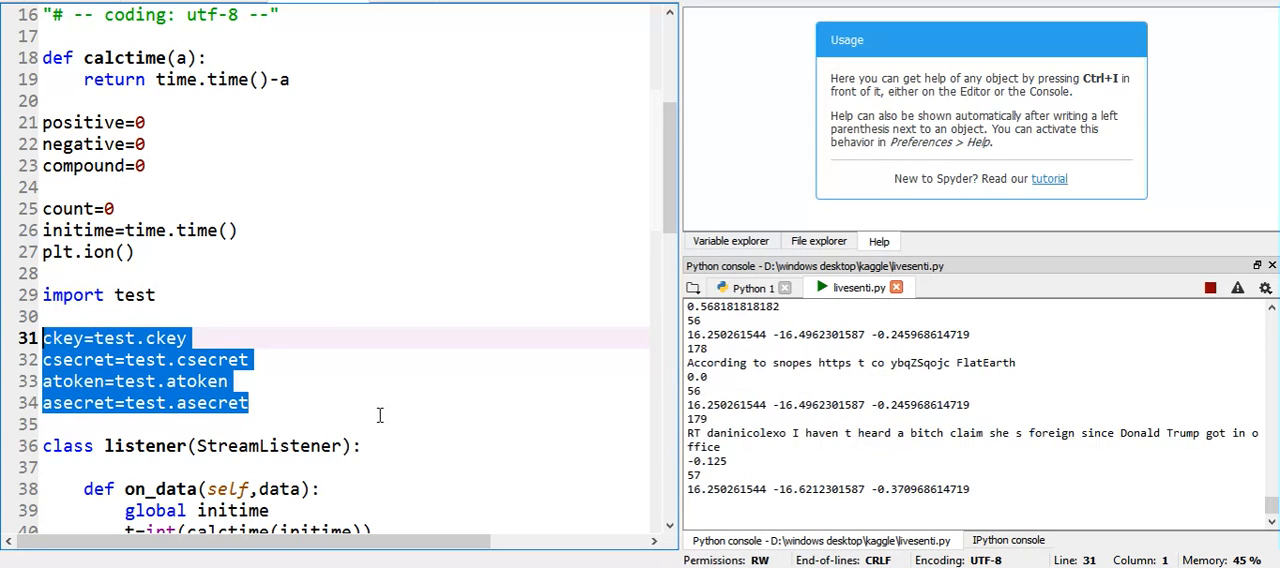 16 "# -- coding: utf-8 --"
17
18 def calctime(a):
19     return time.time()-a
20
21 positive=0
22 negative=0
23 compound=0
24
25 count=0
26 initime=time.time()
27 plt.ion()
28
29 import test
30
31 ckey=test.ckey
32 csecret=test.csecret
33 atoken=test.atoken
34 asecret=test.asecret
35
36 class listener(StreamListener):
37
38     def on_data(self,data):
39         global initime
40         t=int(calctime(initime))
Usage
Here you can get help of any object by pressing Ctrl+I in
front of it, either on the Editor or the Console.
Help can also be shown automatically after writing a left
parenthesis next to an object. You can activate this
behavior in Preferences > Help.
New to Spyder? Read our tutorial
Variable explorer File explorer Help
Python console - D:\windows desktop\kaggle\livesenti.py
Python 1 livesenti.py
0.568181818182
56
16.250261544 -16.4962301587 -0.245968614719
178
According to snopes https t co ybqZSqojc FlatEarth
0.0
56
16.250261544 -16.4962301587 -0.245968614719
179
RT daninicolexo I haven t heard a bitch claim she s foreign since Donald Trump got in o
ffice
-0.125
57
16.250261544 -16.6212301587 -0.370968614719
Python console - D:\windows desktop\kaggle\livesenti.py IPython console
Permissions: RW End-of-lines: CRLF Encoding: UTF-8 Line: 31 Column: 1 Memory: 45 %